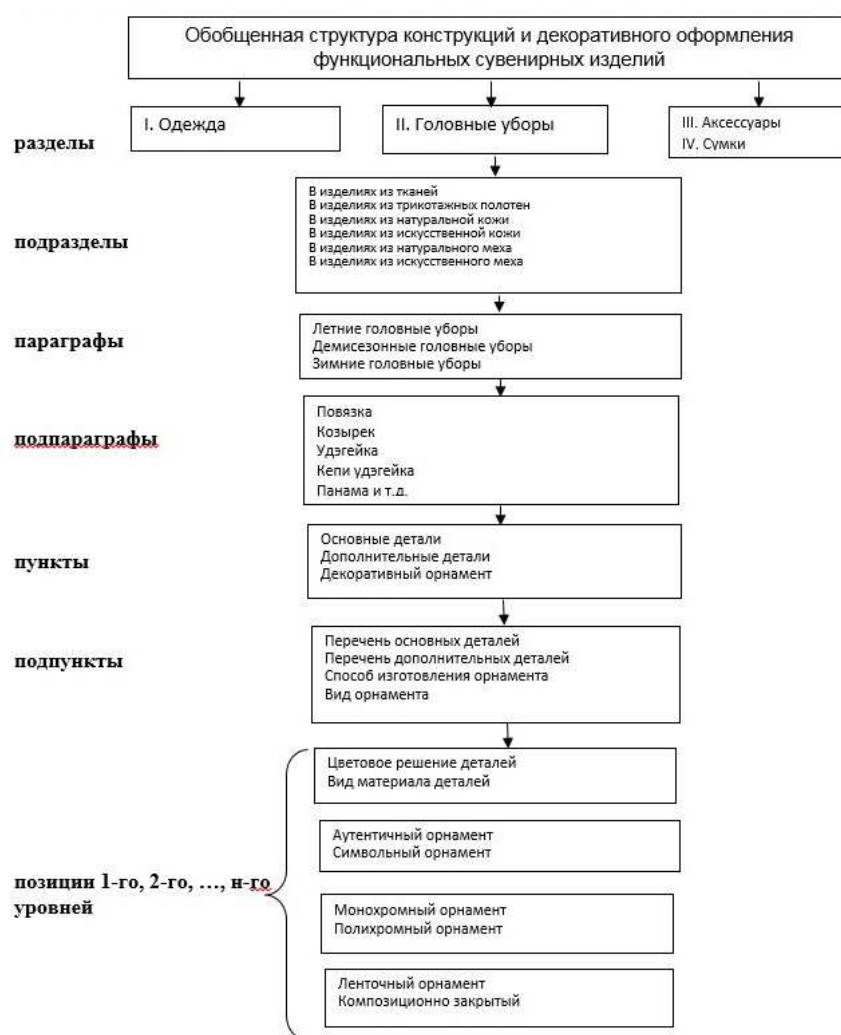 Обобщенная структура конструкций и декоративного оформления
функциональных сувенирных изделий
I. Одежда
II. Головные уборы
III. Аксессуары
IV. Сумки
разделы
В изделиях из тканей
В изделиях из трикотажных полотен
В изделиях из натуральной кожи
В изделиях из искусственной кожи
В изделиях из натурального меха
В изделиях из искусственного меха
подразделы
Летние головные уборы
Демисезонные головные уборы
Зимние головные уборы
параграфы
Повязка
Козырек
Удэгейка
Кепи удэгейка
Панама и т.д.
подпараграфы
Основные детали
Дополнительные детали
Декоративный орнамент
пункты
Перечень основных деталей
Перечень дополнительных деталей
Способ изготовления орнамента
Вид орнамента
подпункты
Цветовое решение деталей
Вид материала деталей
Аутентичный орнамент
Символьный орнамент
позиции 1-го, 2-го, …, н-го
уровней
Монохромный орнамент
Полихромный орнамент
Ленточный орнамент
Композиционно закрытый